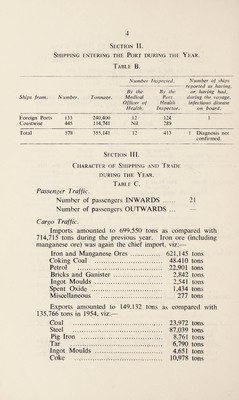 4
SECTION II.
SHIPPING ENTERING THE PORT DURING THE YEAR.
TABLE B.
Ships from. Number. Tonnage. Number Inspected. By the Medical Officer of Health. By the Port Health Inspector. Number of ships reported as having, or having had, during the voyage, infectious disease on board.
Foreign Ports 133 240,400 12 124 1
Coastwise 445 114,741 Nil 289
Total 578 355,141 12 413 1 Diagnosis not confirmed.
SECTION III.
CHARACTER OF SHIPPING AND TRADE
DURING THE YEAR.
TABLE C.
Passenger Traffic.
Number of passengers INWARDS ...... 21
Number of passengers OUTWARDS ... —
Cargo Traffic.
Imports amounted to 699,550 tons as compared with
714,715 tons during the previous year. Iron ore (including
manganese ore) was again the chief import, viz:—
Iron and Manganese Ores ............. 621,145 tons
Coking Coal ............. 48,410 tons
Petrol ............. 22,901 tons
Bricks and Ganister ............. 2,842 tons
Ingot Moulds ............. 2,541 tons
Spent Oxide ............. 1,434 tons
Miscellaneous ............. 277 tons
Exports amounted to 149,132 tons as compared with
135,766 tons in 1954, viz:—
Coal ............. 23,972 tons
Steel ............. 87,039 tons
Pig Iron ............. 8,761 tons
Tar ............. 6,790 tons
Ingot Moulds ............. 4,651 tons
Coke ............. 10,978 tons